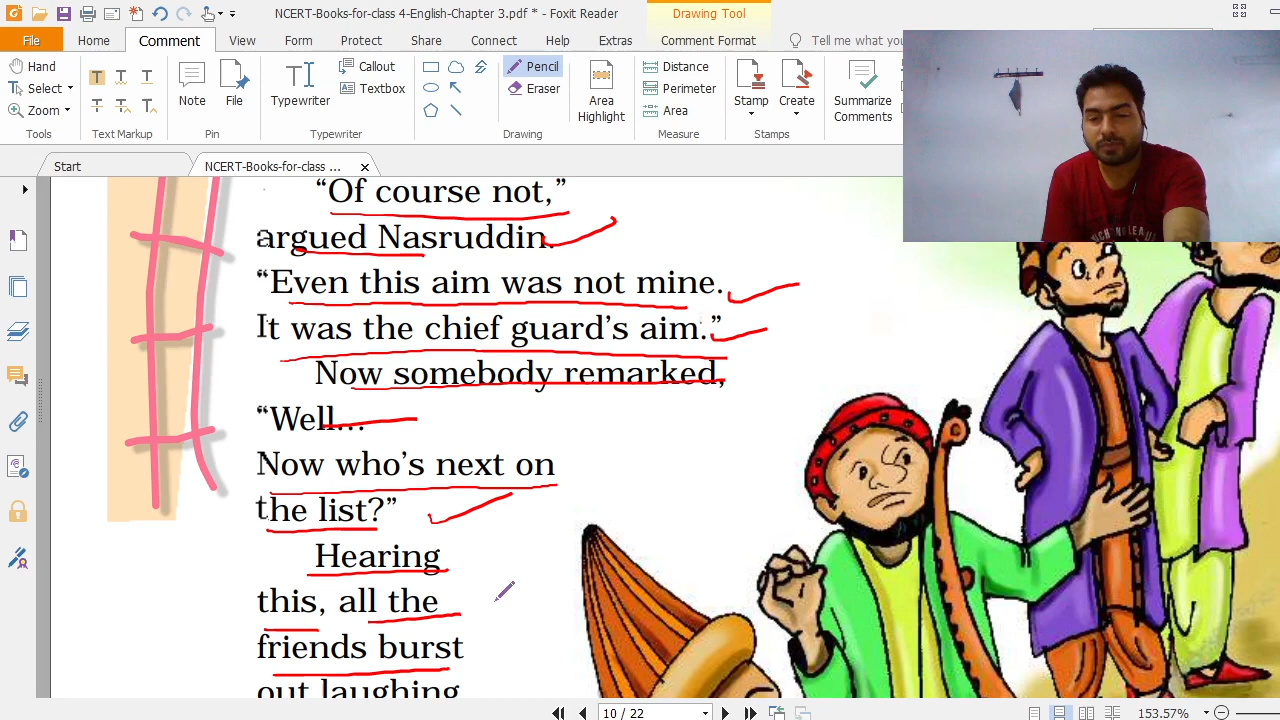 NCERT-Books-for-class 4-English-Chapter 3.pdf * - Foxit Reader
Drawing Tool
File Home Comment View Form Protect Share Connect Help Extras Comment Format Tell me what you
Hand
Select
Zoom
Tools
Text Markup
Note
File
Pin
Typewriter
Callout
Textbox
Typewriter
Pencil
Eraser
Area
Highlight
Drawing
Distance
Perimeter
Area
Measure
Stamp
Create
Stamps
Summarize
Comments
Start
NCERT-Books-for-class ...
“Of course not,”
argued Nasruddin.
“Even this aim was not mine.
It was the chief guard’s aim.”
Now somebody remarked,
“Well...
Now who’s next on
the list?”
Hearing
this, all the
friends burst
out laughing
10 / 22
153.57%